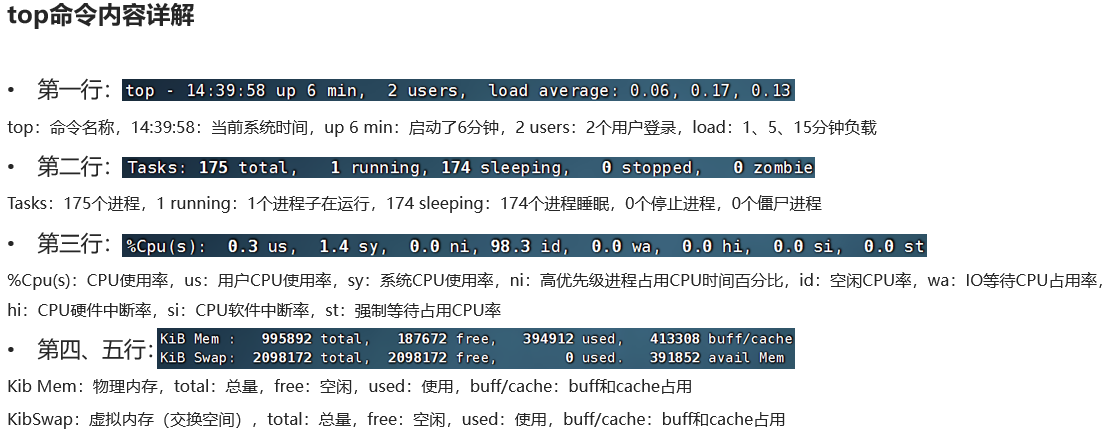 top命令内容详解
• 第一行：top - 14:39:58 up 6 min, 2 users, load average: 0.06, 0.17, 0.13
top：命令名称，14:39:58：当前系统时间，up 6 min：启动了6分钟，2 users：2个用户登录，load：1、5、15分钟负载
• 第二行：Tasks: 175 total, 1 running, 174 sleeping, 0 stopped, 0 zombie
Tasks：175个进程，1 running：1个进程子在运行，174 sleeping：174个进程睡眠，0个停止进程，0个僵尸进程
• 第三行：%Cpu(s): 0.3 us, 1.4 sy, 0.0 ni, 98.3 id, 0.0 wa, 0.0 hi, 0.0 si, 0.0 st
%Cpu(s)：CPU使用率，us：用户CPU使用率，sy：系统CPU使用率，ni：高优先级进程占用CPU时间百分比，id：空闲CPU率，wa：IO等待CPU占用率，
hi：CPU硬件中断率，si：CPU软件中断率，st：强制等待占用CPU率
• 第四、五行：KiB Mem : 995892 total, 187672 free, 394912 used, 413308 buff/cache
KiB Swap: 2098172 total, 2098172 free, 0 used. 391852 avail Mem
Kib Mem：物理内存，total：总量，free：空闲，used：使用，buff/cache：buff和cache占用
KibSwap：虚拟内存（交换空间），total：总量，free：空闲，used：使用，buff/cache：buff和cache占用